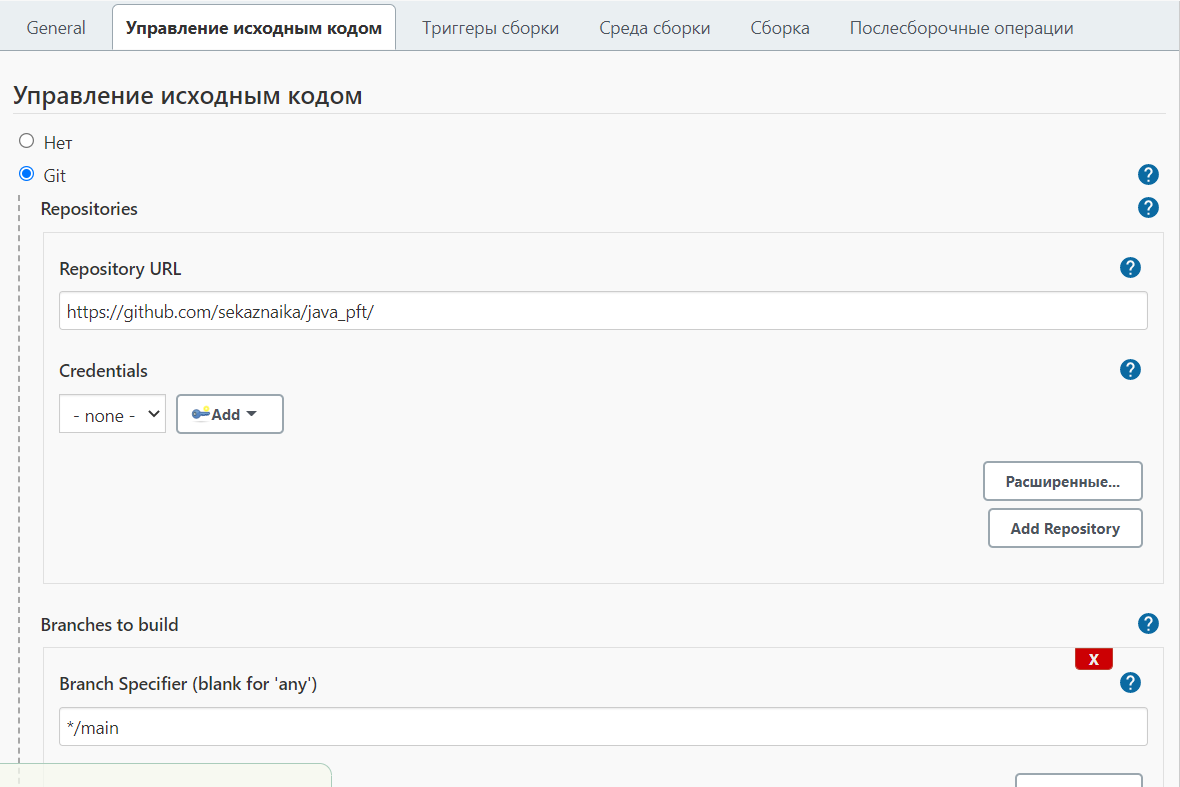 General Управление исходным кодом Триггеры сборки Среда сборки Сборка Послесборочные операции
Управление исходным кодом
Нет
Git
?
Repositories
?
Repository URL
?
https://github.com/sekaznaika/java_pft/
Credentials
?
- none -
Add
Расширенные...
Add Repository
Branches to build
?
X
Branch Specifier (blank for 'any')
?
*/main